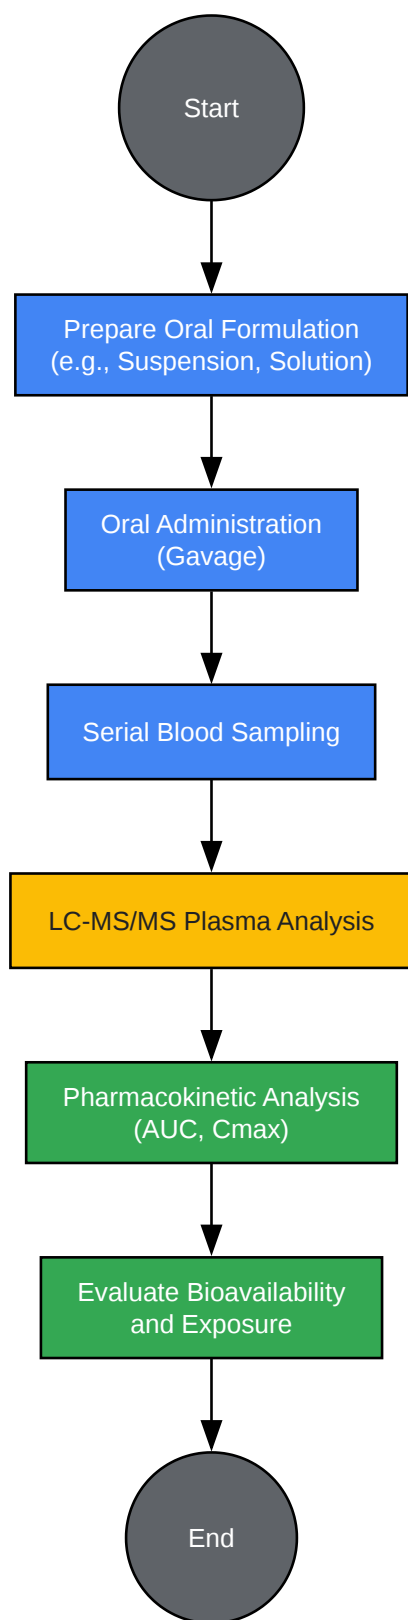 Start
Prepare Oral Formulation
(e.g., Suspension, Solution)
Oral Administration
(Gavage)
Serial Blood Sampling
LC-MS/MS Plasma Analysis
Pharmacokinetic Analysis
(AUC, Cmax)
Evaluate Bioavailability
and Exposure
End